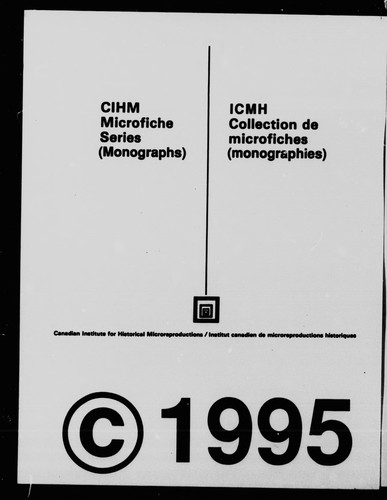 CIHM
Microfiche
Series
(Monographs)
ICMH
Collection de
microfiches
(monographies)
Canadian Institute for Historical Microreproductions / Institut canadien de microreproductions historiques
© 1995